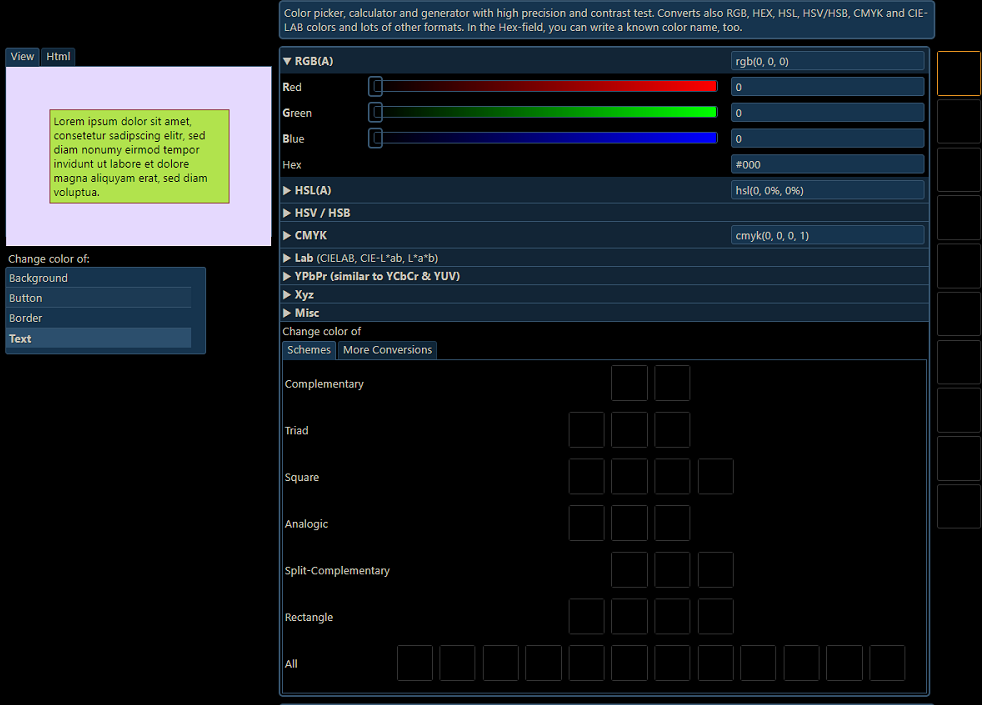 Color picker, calculator and generator with high precision and contrast test. Converts also RGB, HEX, HSL, HSV/HSB, CMYK and CIE-
LAB colors and lots of other formats. In the Hex-field, you can write a known color name, too.
View Html
Lorem ipsum dolor sit amet,
consetetur sadipscing elitr, sed
diam nonumy eirmod tempor
invidunt ut labore et dolore
magna aliquyam erat, sed diam
voluptua.
Change color of:
Background
Button
Border
Text
▼ RGB(A) rgb(0, 0, 0)
Red 0
Green 0
Blue 0
Hex #000
▶ HSL(A) hsl(0, 0%, 0%)
▶ HSV / HSB
▶ CMYK cmyk(0, 0, 0, 1)
▶ Lab (CIELAB, CIE-L*ab, L*a*b)
▶ YPbPr (similar to YCbCr & YUV)
▶ Xyz
▶ Misc
Change color of
Schemes More Conversions
Complementary
Triad
Square
Analogic
Split-Complementary
Rectangle
All